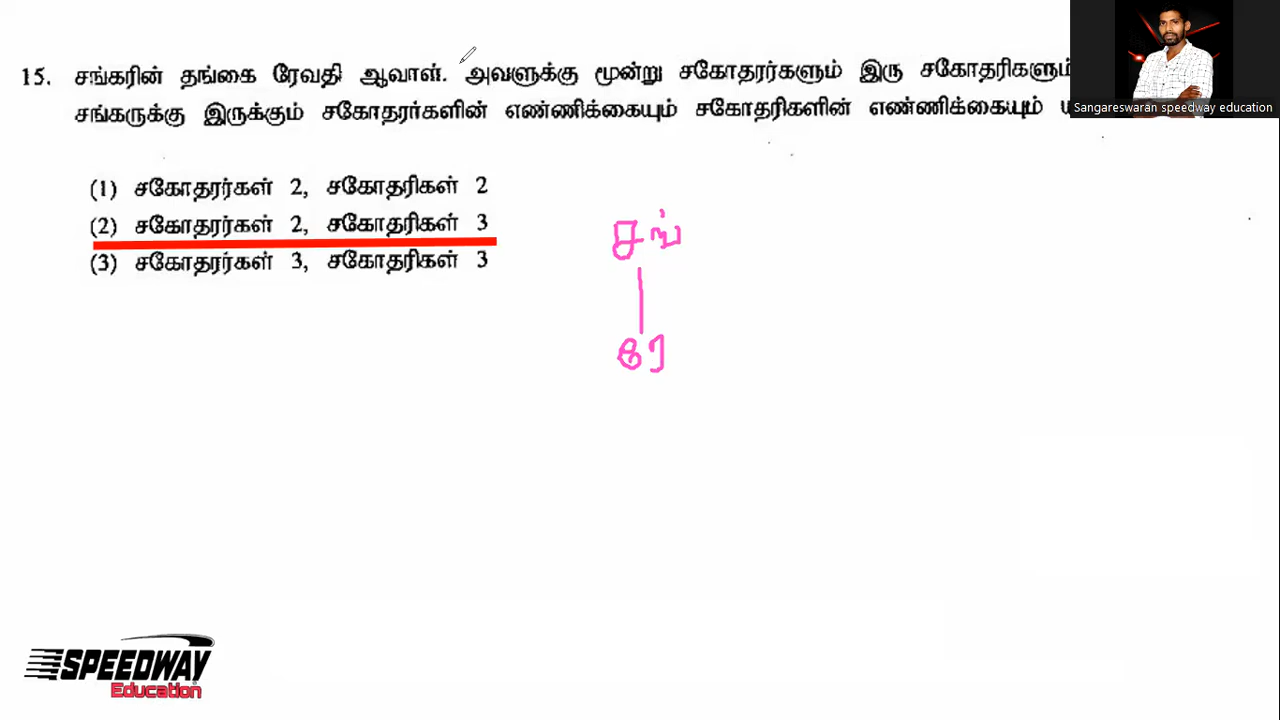 15. சங்கரின் தங்கை ரேவதி ஆவாள். அவளுக்கு மூன்று சகோதரர்களும் இரு சகோதரிகளும்
சங்கருக்கு இருக்கும் சகோதரர்களின் எண்ணிக்கையும் சகோதரிகளின் எண்ணிக்கையும்
Sangareswaran speedway education
(1) சகோதரர்கள் 2, சகோதரிகள் 2
(2) சகோதரர்கள் 2, சகோதரிகள் 3
(3) சகோதரர்கள் 3, சகோதரிகள் 3
சங்
ரே
SPEEDWAY
Education